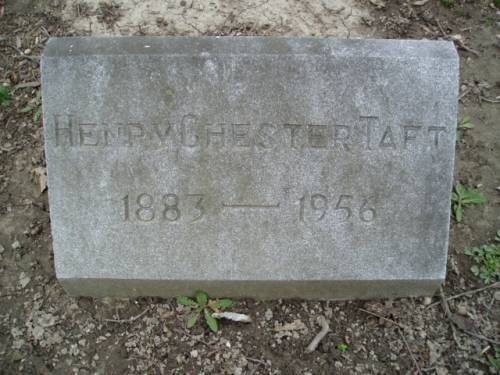 Henry Chester Taft
1883 — 1956